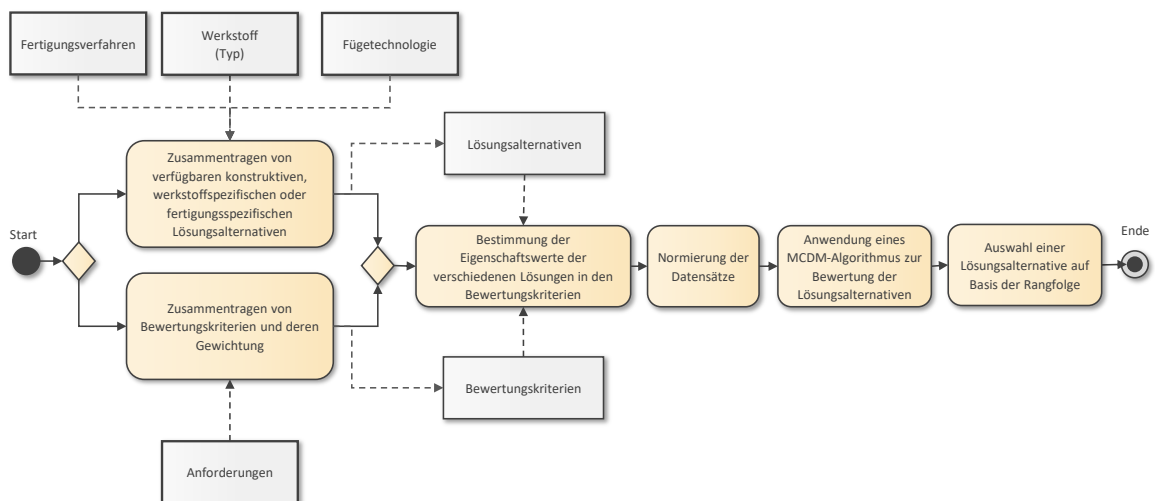 Fertigungsverfahren
Werkstoff
(Typ)
Fügetechnologie
Zusammentragen von
verfügbaren konstruktiven,
werkstoffspezifischen oder
fertigungsspezifischen
Lösungsalternativen
Lösungsalternativen
Start
Zusammentragen von
Bewertungskriterien und deren
Gewichtung
Bestimmung der
Eigenschaftswerte der
verschiedenen Lösungen in den
Bewertungskriterien
Normierung der
Datensätze
Anwendung eines
MCDM-Algorithmus zur
Bewertung der
Lösungsalternativen
Auswahl einer
Lösungsalternative auf
Basis der Rangfolge
Ende
Bewertungskriterien
Anforderungen